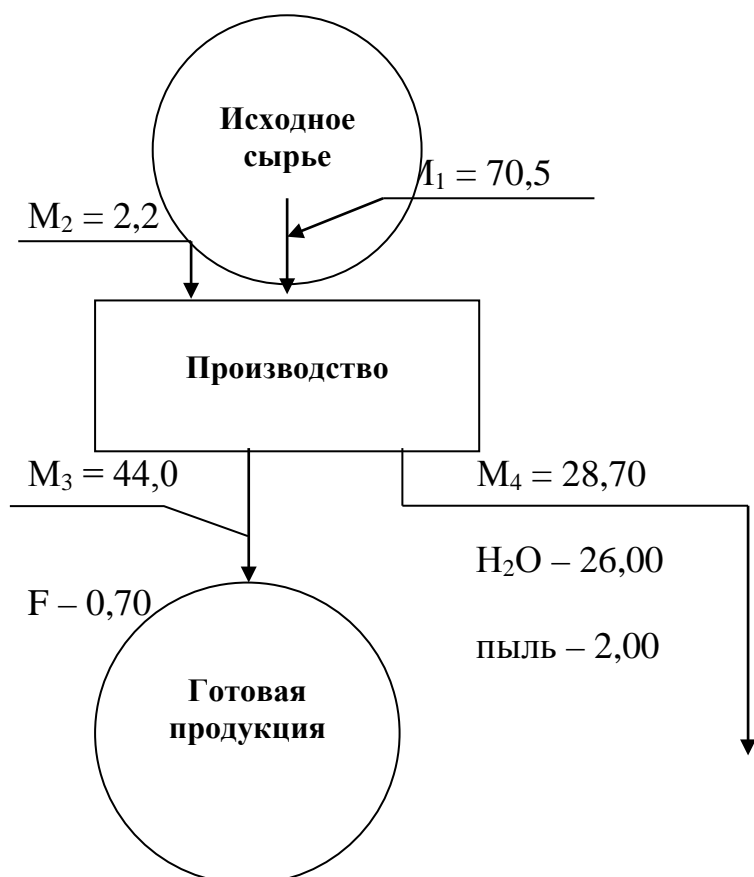 Исходное
сырье
M₁ = 70,5
M₂ = 2,2
Производство
M₃ = 44,0
M₄ = 28,70
H₂O – 26,00
F – 0,70
пыль – 2,00
Готовая
продукция